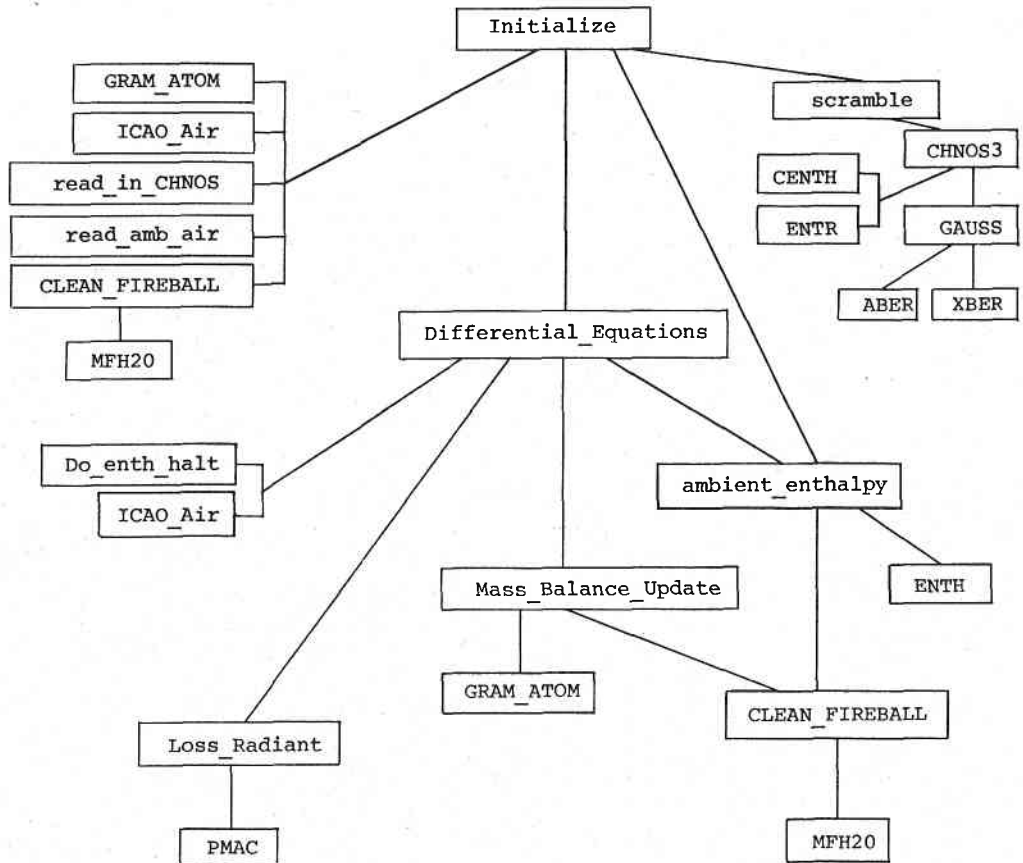 Initialize
GRAM_ATOM
scramble
ICAO_Air
CHNOS3
read_in_CHNOS
CENTH
read_amb_air
ENTR
GAUSS
CLEAN_FIREBALL
ABER
XBER
Differential_Equations
MFH20
Do_enth_halt
ambient_enthalpy
ICAO_Air
Mass_Balance_Update
ENTH
GRAM_ATOM
CLEAN_FIREBALL
Loss_Radiant
PMAC
MFH20